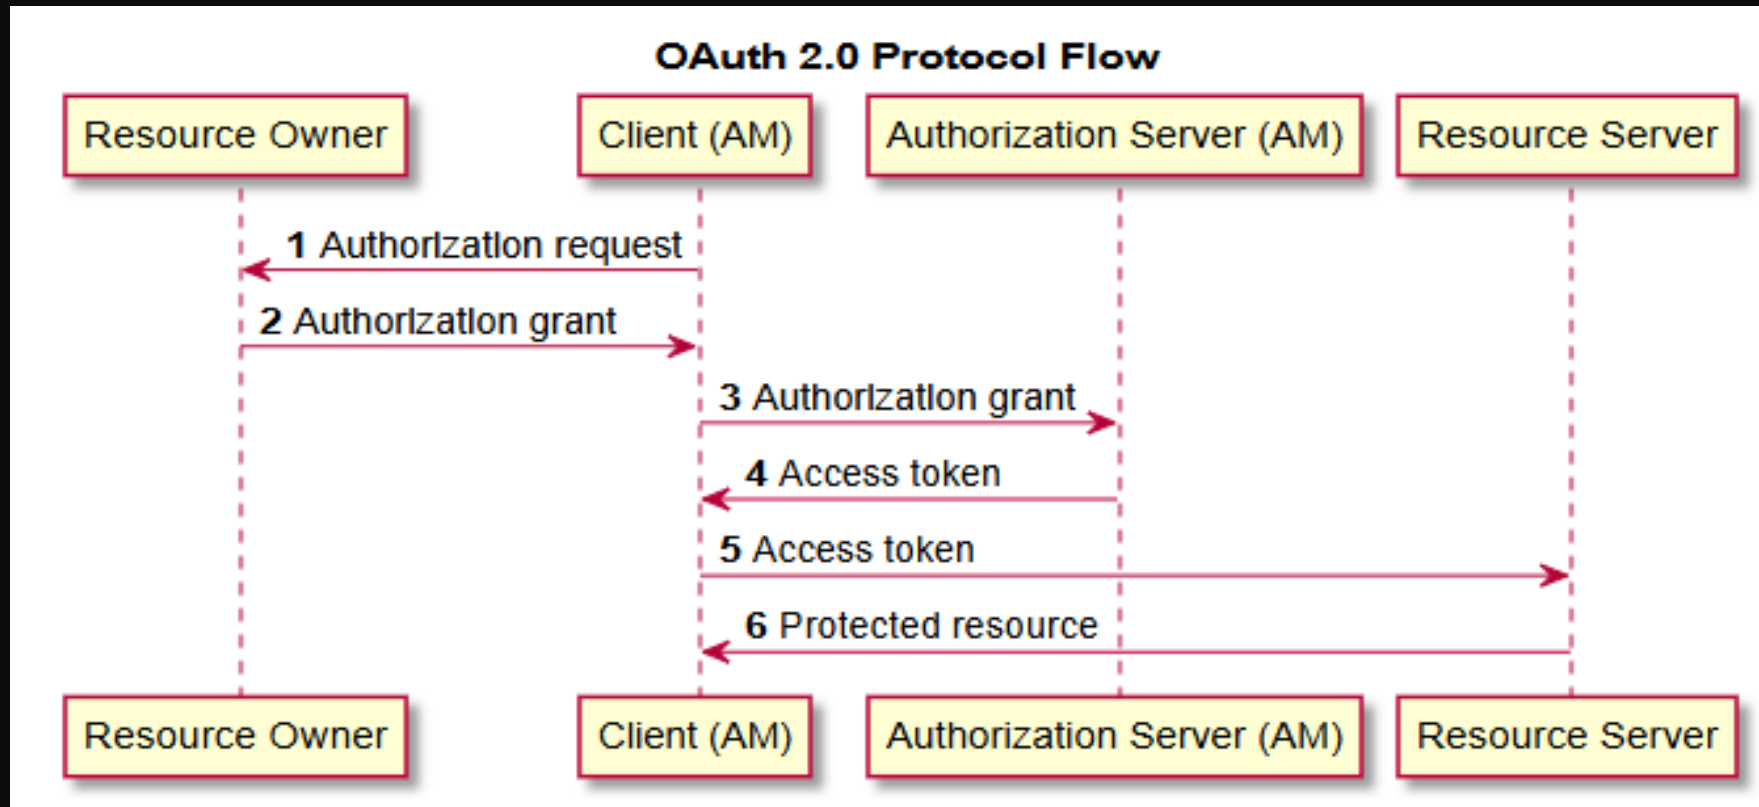 OAuth 2.0 Protocol Flow
Resource Owner
Client (AM)
Authorization Server (AM)
Resource Server
1 Authorization request
2 Authorization grant
3 Authorization grant
4 Access token
5 Access token
6 Protected resource
Resource Owner
Client (AM)
Authorization Server (AM)
Resource Server